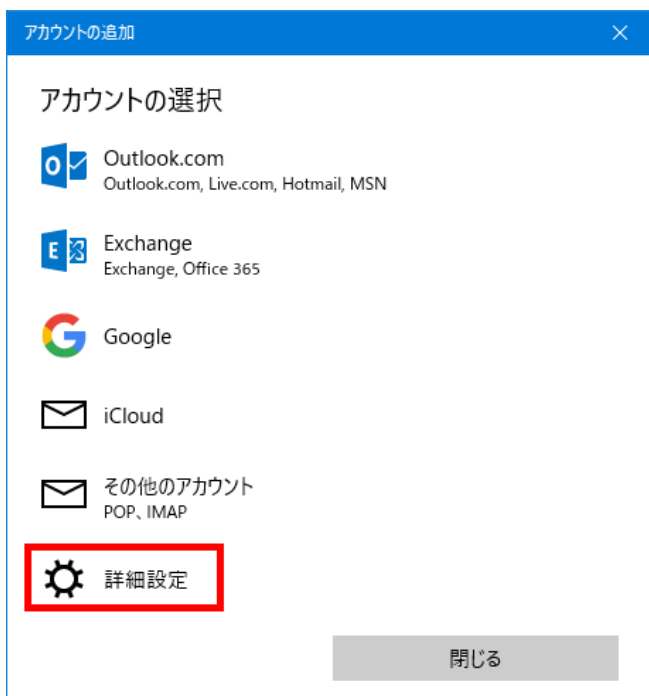 アカウントの追加
アカウントの選択
Outlook.com
Outlook.com, Live.com, Hotmail, MSN
Exchange
Exchange, Office 365
Google
iCloud
その他のアカウント
POP、IMAP
詳細設定
閉じる